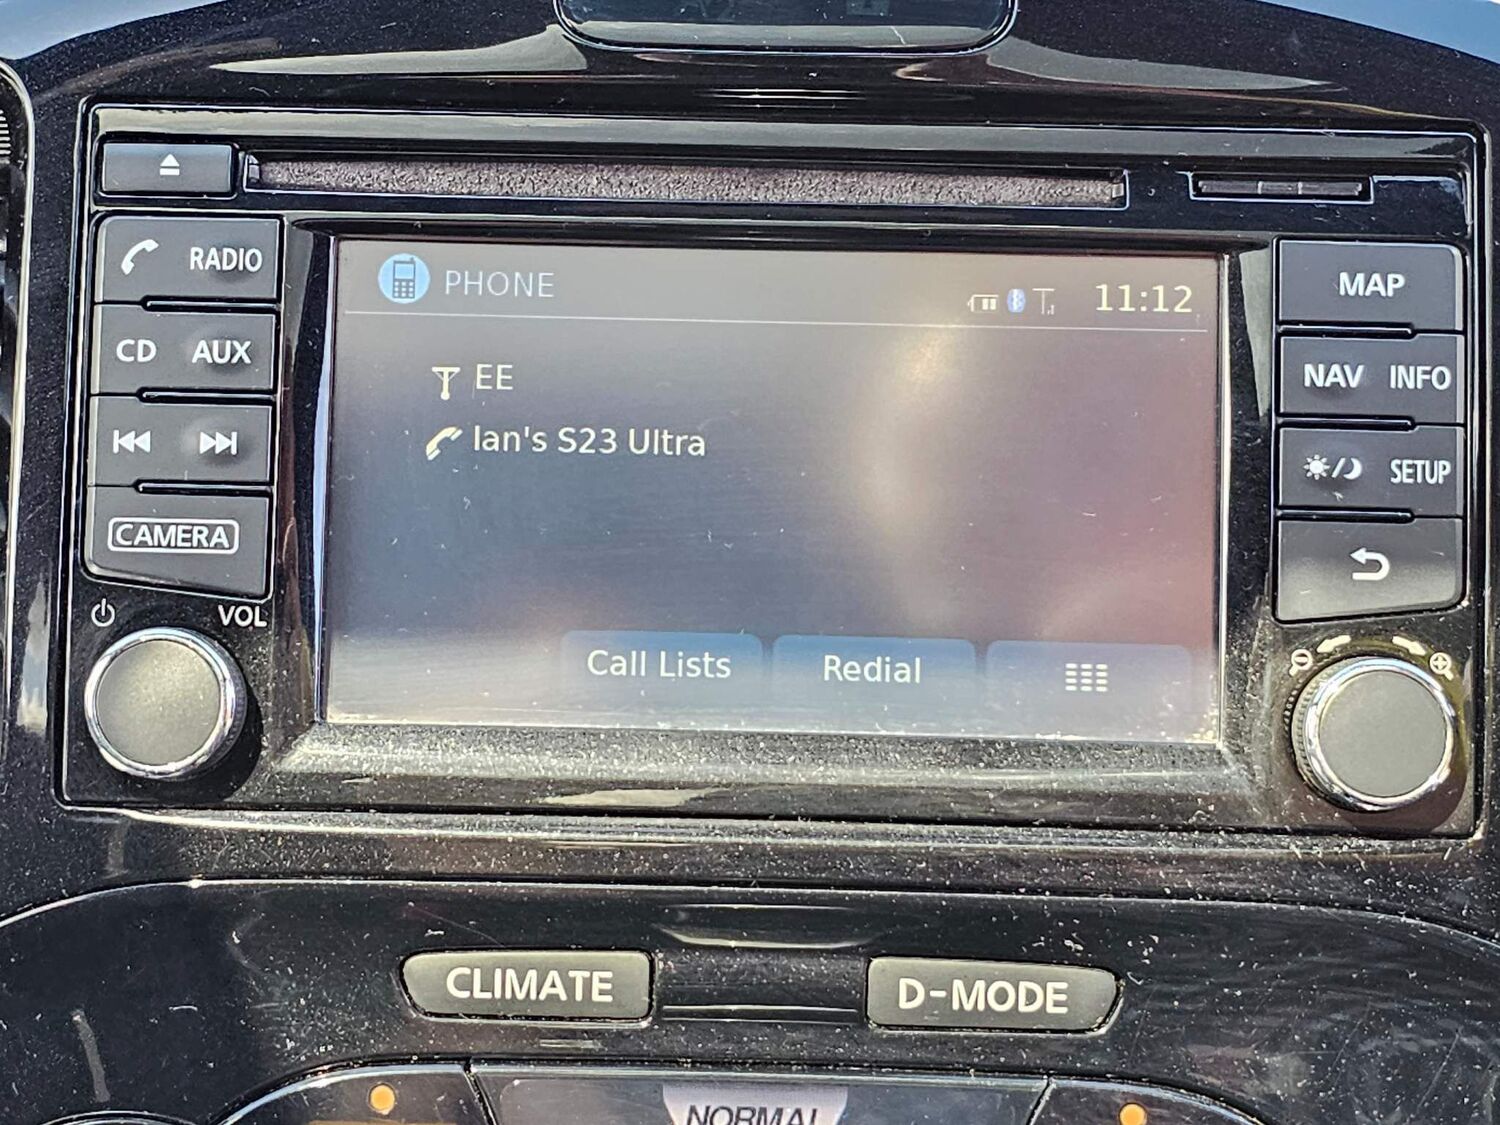 PHONE
11:12
EE
Ian's S23 Ultra
Call Lists
Redial
RADIO
CD AUX
CAMERA
VOL
MAP
NAV INFO
SETUP
CLIMATE
D-MODE
NORMAL